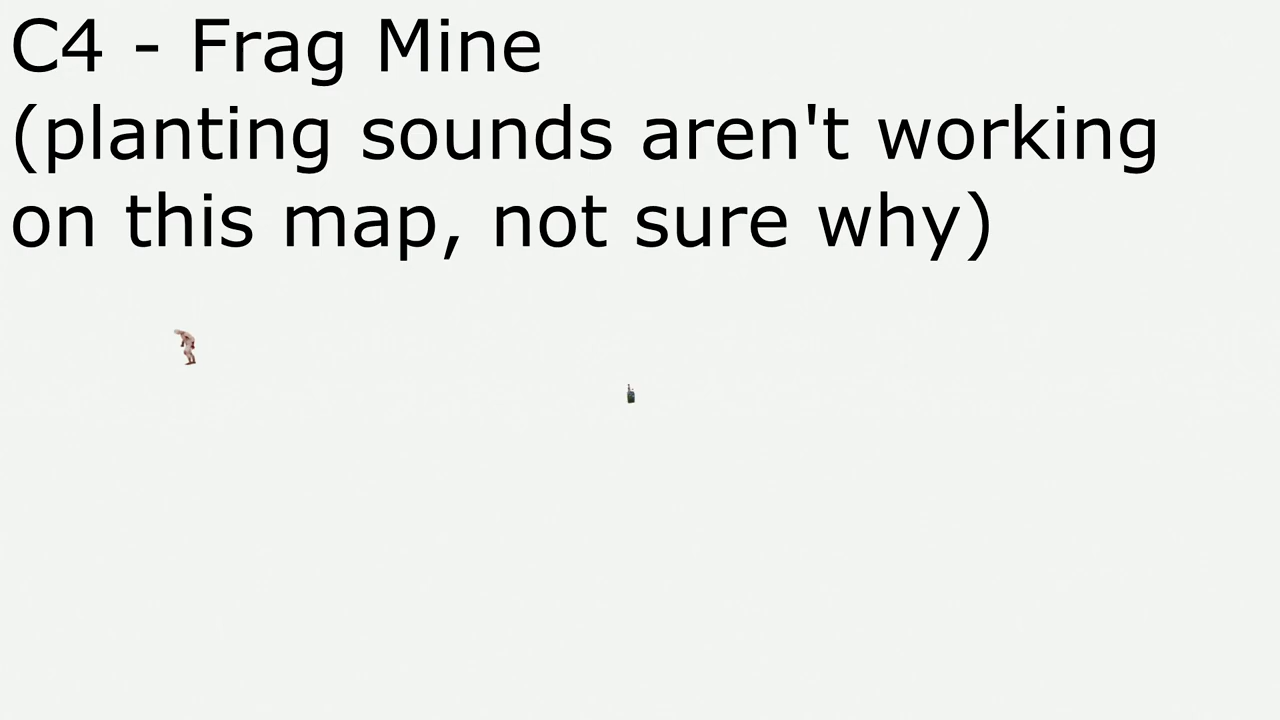 C4 - Frag Mine
(planting sounds aren't working
on this map, not sure why)